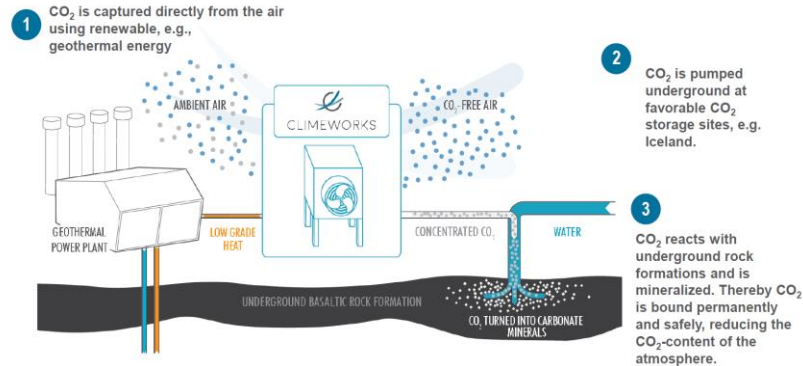 1
CO₂ is captured directly from the air
using renewable, e.g.,
geothermal energy
AMBIENT AIR
CLIMEWORKS
CO₂-FREE AIR
2
CO₂ is pumped
underground at
favorable CO₂
storage sites, e.g.
Iceland.
GEOTHERMAL
POWER PLANT
LOW GRADE
HEAT
CONCENTRATED CO₂
WATER
3
CO₂ reacts with
underground rock
formations and is
mineralized. Thereby CO₂
is bound permanently
and safely, reducing the
CO₂-content of the
atmosphere.
UNDERGROUND BASALTIC ROCK FORMATION
CO₂ TURNED INTO CARBONATE
MINERALS